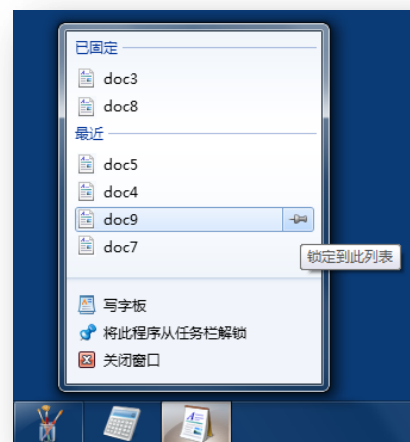 已固定
doc3
doc8
最近
doc5
doc4
doc9
doc7
锁定到此列表
写字板
将此程序从任务栏解锁
关闭窗口